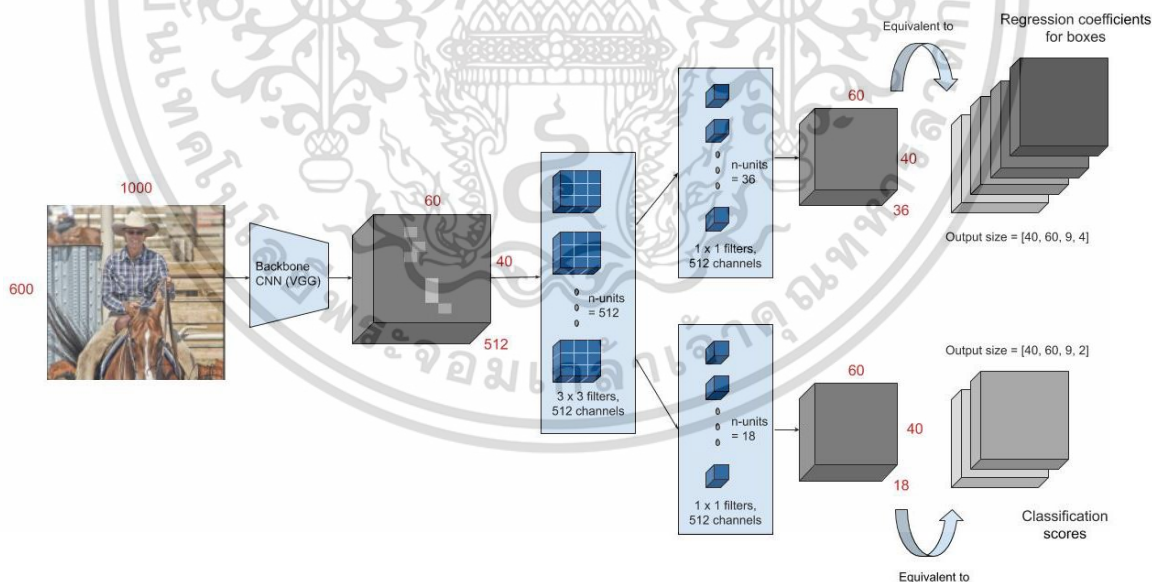 Equivalent to
Regression coefficients
for boxes
60
40
36
n-units
= 36
1 x 1 filters,
512 channels
Output size = [40, 60, 9, 4]
1000
600
Backbone
CNN (VGG)
60
40
512
n-units
= 512
3 x 3 filters,
512 channels
n-units
= 18
1 x 1 filters,
512 channels
60
40
18
Output size = [40, 60, 9, 2]
Classification
scores
Equivalent to